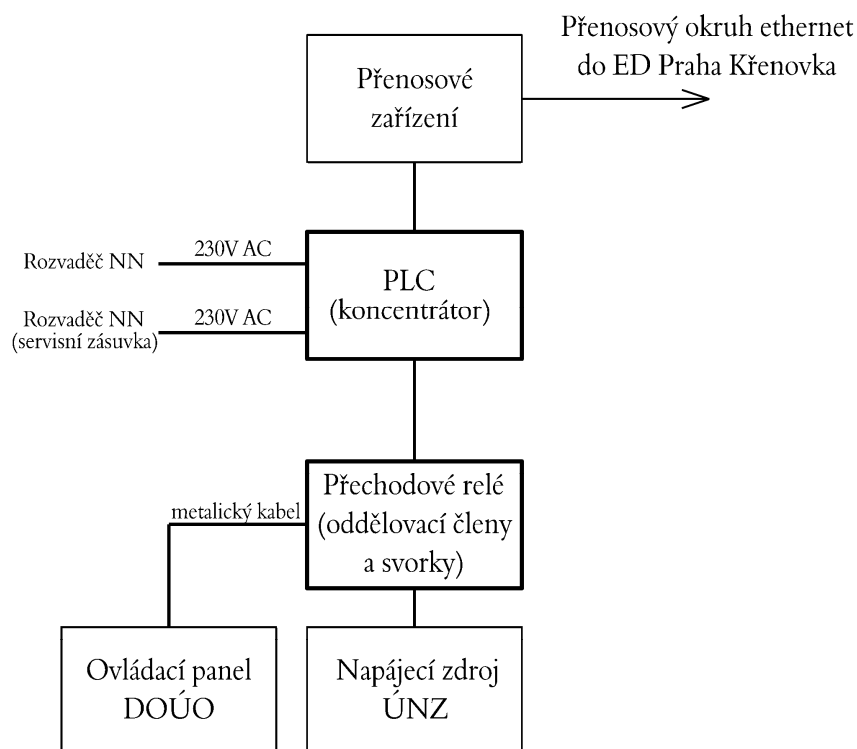 Přenosový okruh ethernet
do ED Praha Křenovka
Přenosové
zařízení
Rozvaděč NN
230V AC
PLC
(koncentrátor)
Rozvaděč NN
(servisní zásuvka)
230V AC
Přechodové relé
(oddělovací členy
a svorky)
metalický kabel
Ovládací panel
DOÚO
Napájecí zdroj
ÚNZ